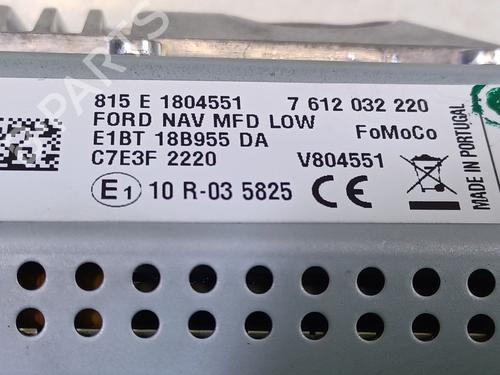 815 E 1804551 7 612 032 220
FORD NAV MFD LOW
E1BT 18B955 DA FoMoCo
C7E3F 2220 V804551
E1 10 R-03 5825 CE
MADE IN PORTUGAL
B-PARTS